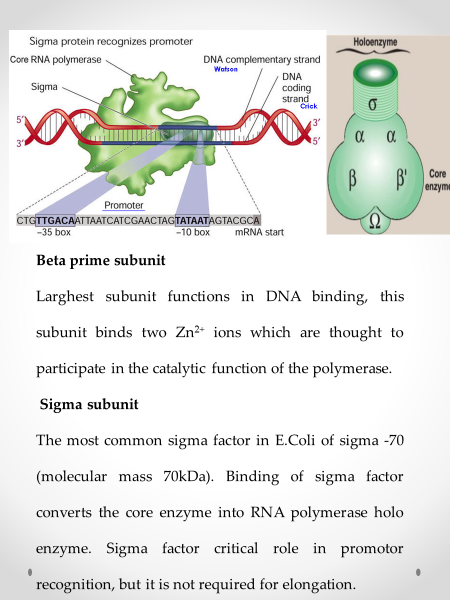 Sigma protein recognizes promoter
Core RNA polymerase
Sigma
DNA complementary strand
Watson
DNA
coding
strand
Crick
5'
3'
3'
5'
Promoter
CTGTTGACAATTAATCATCGAACTAGTATAATAGTACGCA
–35 box
–10 box
mRNA start
Holoenzyme
σ
α
α
β
β'
Core
enzyme
Ω
Beta prime subunit
Larghest subunit functions in DNA binding, this
subunit binds two Zn²⁺ ions which are thought to
participate in the catalytic function of the polymerase.
Sigma subunit
The most common sigma factor in E.Coli of sigma -70
(molecular mass 70kDa). Binding of sigma factor
converts the core enzyme into RNA polymerase holo
enzyme. Sigma factor critical role in promotor
recognition, but it is not required for elongation.